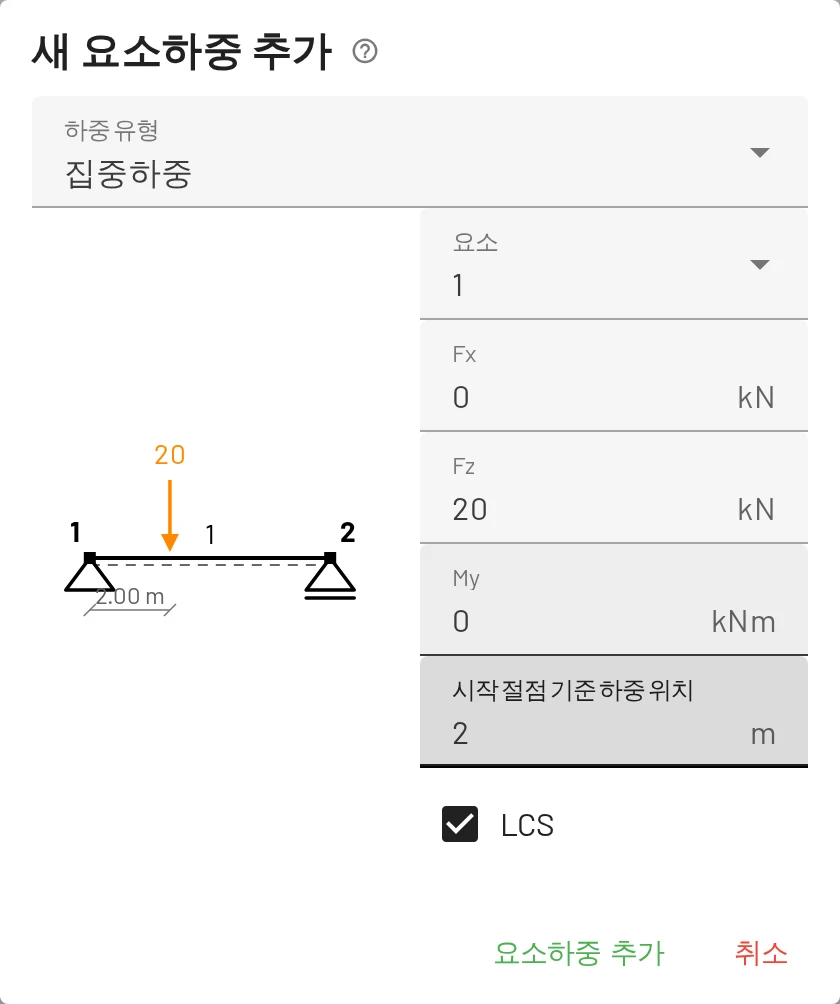 새 요소하중 추가
하중 유형
집중하중
요소
1
Fx
0 kN
Fz
20 kN
My
0 kNm
시작 절점 기준 하중 위치
2 m
20
1 1 2
2.00 m
LCS
요소하중 추가 취소